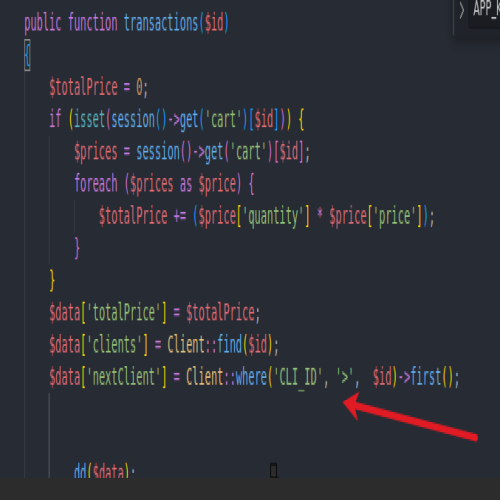 APP_
public function transactions($id)
{
$totalPrice = 0;
if (isset(session()->get('cart')[$id])) {
$prices = session()->get('cart')[$id];
foreach ($prices as $price) {
$totalPrice += ($price['quantity'] * $price['price']);
}
}
$data['totalPrice'] = $totalPrice;
$data['clients'] = Client::find($id);
$data['nextClient'] = Client::where('CLI_ID', '>', $id)->first();
dd($data);